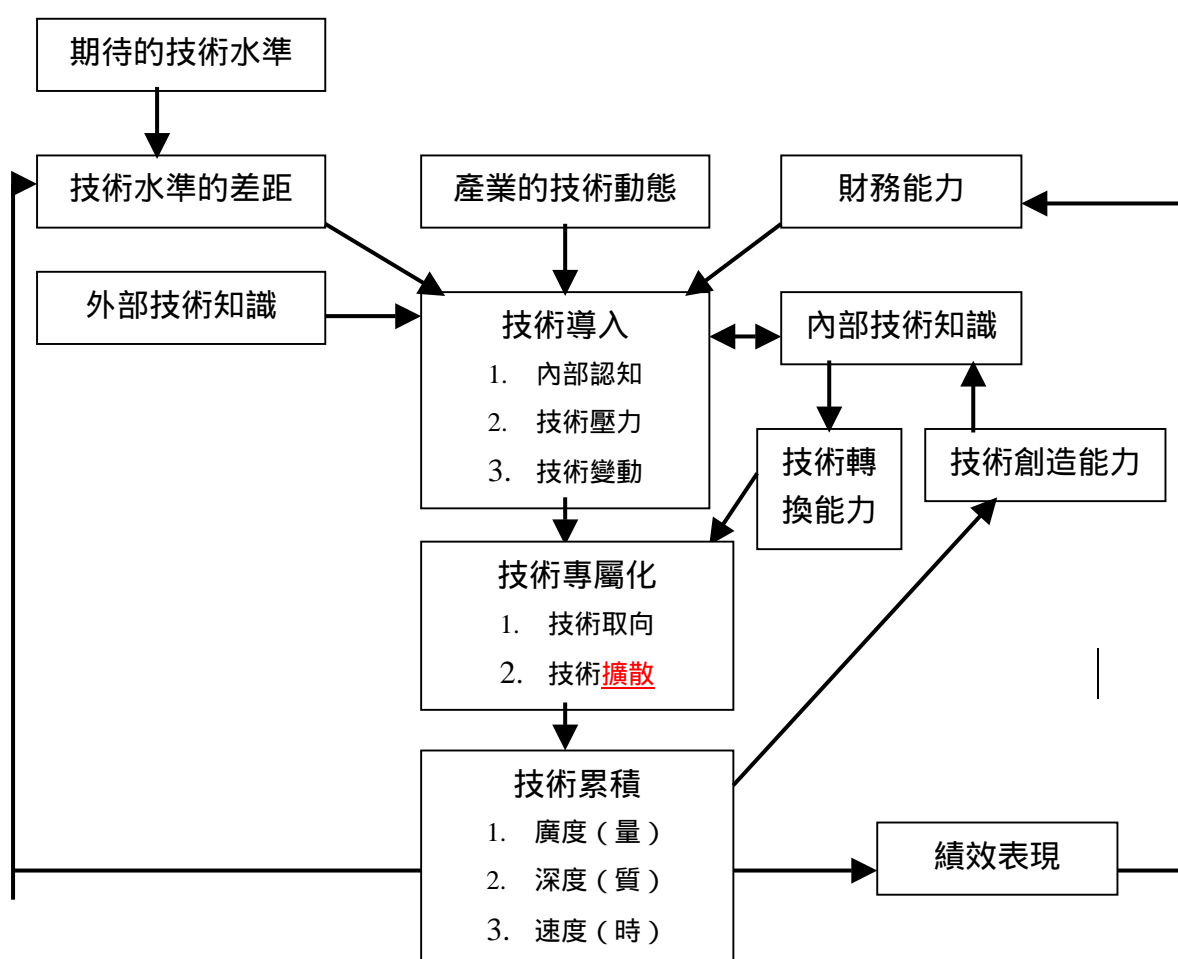 期待的技術水準
技術水準的差距
產業的技術動態
財務能力
外部技術知識
技術導入
1. 內部認知
2. 技術壓力
3. 技術變動
內部技術知識
技術轉
換能力
技術創造能力
技術專屬化
1. 技術取向
2. 技術擴散
技術累積
1. 廣度（量）
2. 深度（質）
3. 速度（時）
績效表現